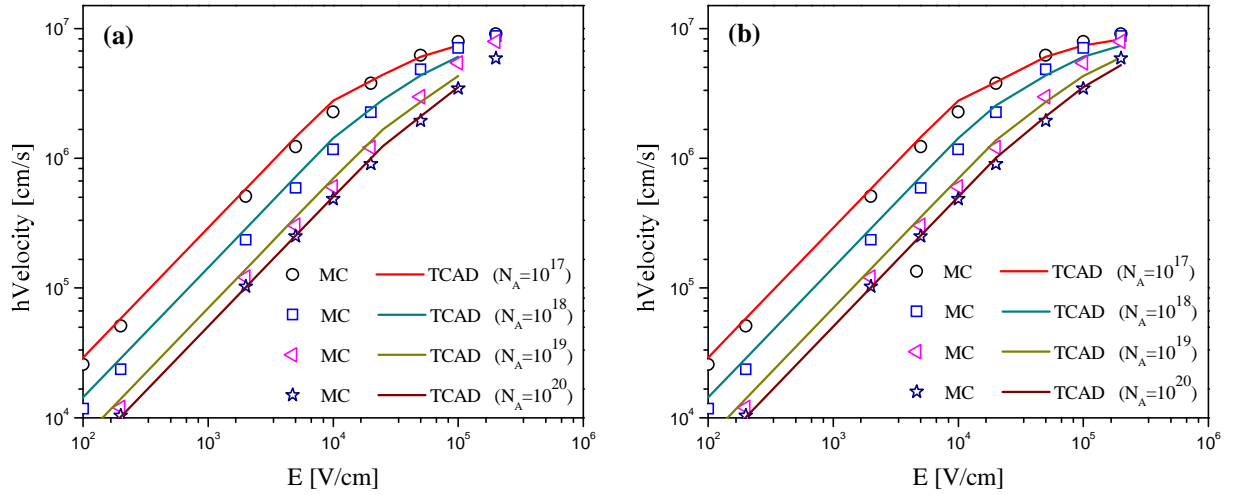 (a)
hVelocity [cm/s]
10^7
10^6
10^5
10^4
MC TCAD (N_A=10^17)
MC TCAD (N_A=10^18)
MC TCAD (N_A=10^19)
MC TCAD (N_A=10^20)
10^2 10^3 10^4 10^5 10^6
E [V/cm]
(b)
hVelocity [cm/s]
10^7
10^6
10^5
10^4
MC TCAD (N_A=10^17)
MC TCAD (N_A=10^18)
MC TCAD (N_A=10^19)
MC TCAD (N_A=10^20)
10^2 10^3 10^4 10^5 10^6
E [V/cm]